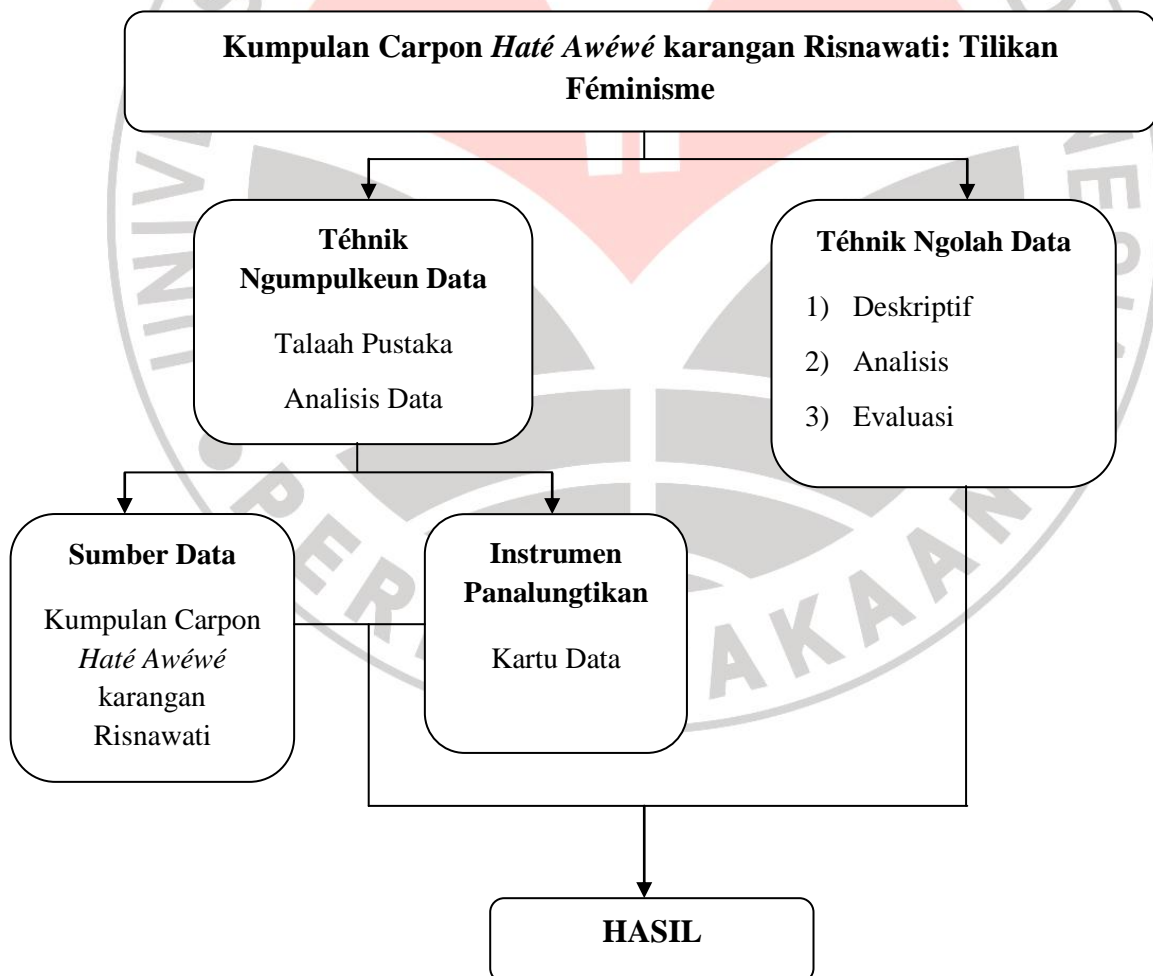 Kumpulan Carpon Haté Awéwé karangan Risnawati: Tilikan
Féminisme
Téhnik
Ngumpulkeun Data
Talaah Pustaka
Analisis Data
Téhnik Ngolah Data
1) Deskriptif
2) Analisis
3) Evaluasi
Sumber Data
Kumpulan Carpon
Haté Awéwé
karangan
Risnawati
Instrumen
Panalungtikan
Kartu Data
HASIL